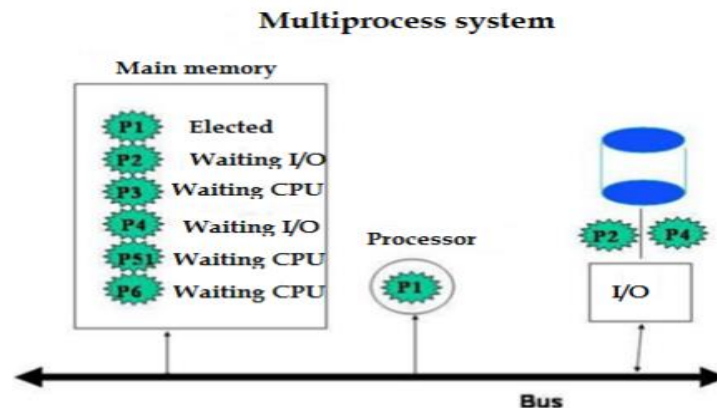 Multiprocess system
Main memory
P1 Elected
P2 Waiting I/O
P3 Waiting CPU
P4 Waiting I/O
P51 Waiting CPU
P6 Waiting CPU
Processor
P1
P2 P4
I/O
Bus